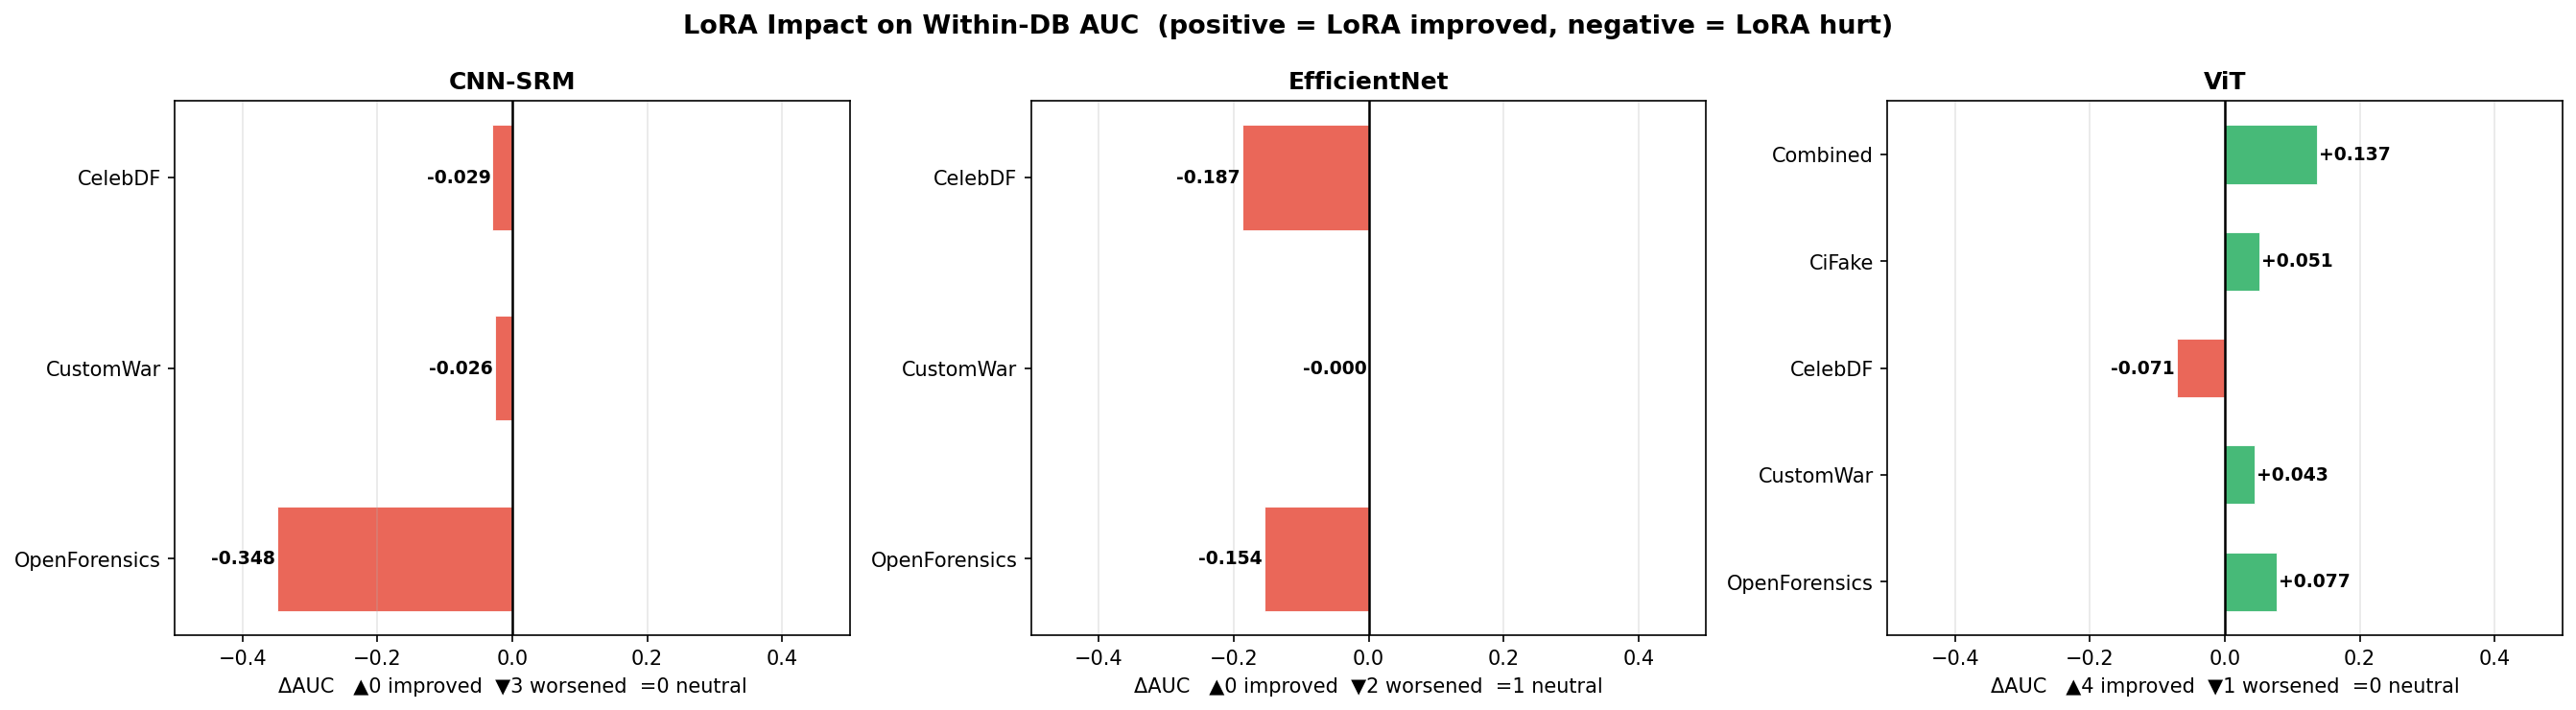 LoRA Impact on Within-DB AUC  (positive = LoRA improved, negative = LoRA hurt)
CNN-SRM
CelebDF
-0.029
CustomWar
-0.026
OpenForensics
-0.348
−0.4 −0.2 0.0 0.2 0.4
ΔAUC ▲0 improved ▼3 worsened =0 neutral
EfficientNet
CelebDF
-0.187
CustomWar
-0.000
OpenForensics
-0.154
−0.4 −0.2 0.0 0.2 0.4
ΔAUC ▲0 improved ▼2 worsened =1 neutral
ViT
Combined
+0.137
CiFake
+0.051
CelebDF
-0.071
CustomWar
+0.043
OpenForensics
+0.077
−0.4 −0.2 0.0 0.2 0.4
ΔAUC ▲4 improved ▼1 worsened =0 neutral